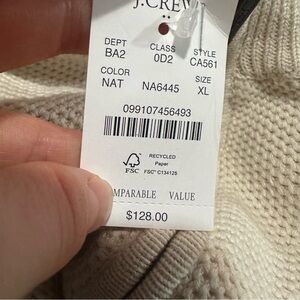 J.CREW
DEPT CLASS STYLE
BA2 0D2 CA561
COLOR SIZE
NAT NA6445 XL
099107456493
RECYCLED
Paper
FSC FSC® C134125
MPARABLE VALUE
$128.00